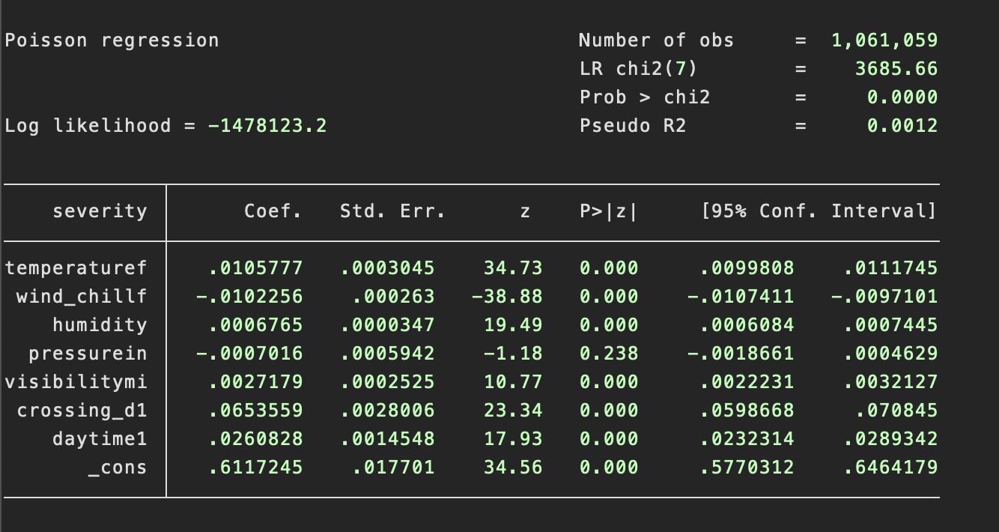 Poisson regression Number of obs = 1,061,059
LR chi2(7) = 3685.66
Prob > chi2 = 0.0000
Log likelihood = -1478123.2 Pseudo R2 = 0.0012
severity Coef. Std. Err. z P>|z| [95% Conf. Interval]
temperaturef .0105777 .0003045 34.73 0.000 .0099808 .0111745
wind_chillf -.0102256 .000263 -38.88 0.000 -.0107411 -.0097101
humidity .0006765 .0000347 19.49 0.000 .0006084 .0007445
pressurein -.0007016 .0005942 -1.18 0.238 -.0018661 .0004629
visibilitymi .0027179 .0002525 10.77 0.000 .0022231 .0032127
crossing_d1 .0653559 .0028006 23.34 0.000 .0598668 .070845
daytime1 .0260828 .0014548 17.93 0.000 .0232314 .0289342
_cons .6117245 .017701 34.56 0.000 .5770312 .6464179